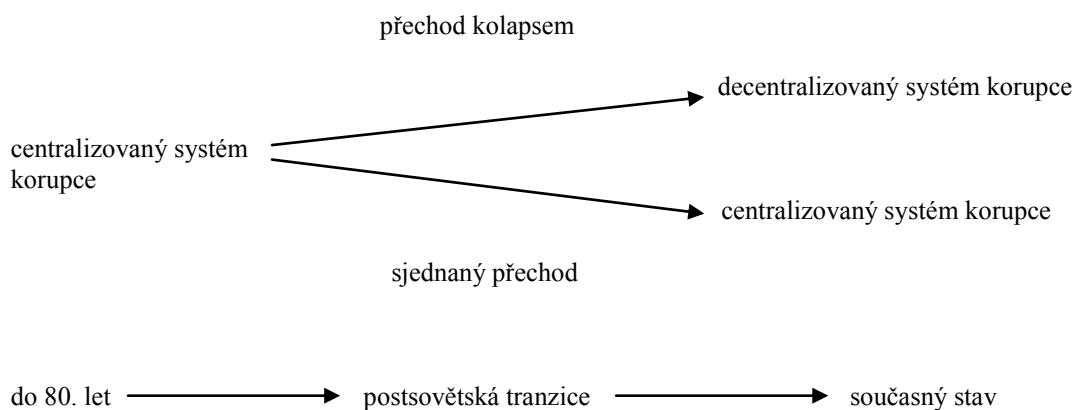 přechod kolapsem
decentralizovaný systém korupce
centralizovaný systém
korupce
centralizovaný systém korupce
sjednaný přechod
do 80. let
postsovětská tranzice
současný stav